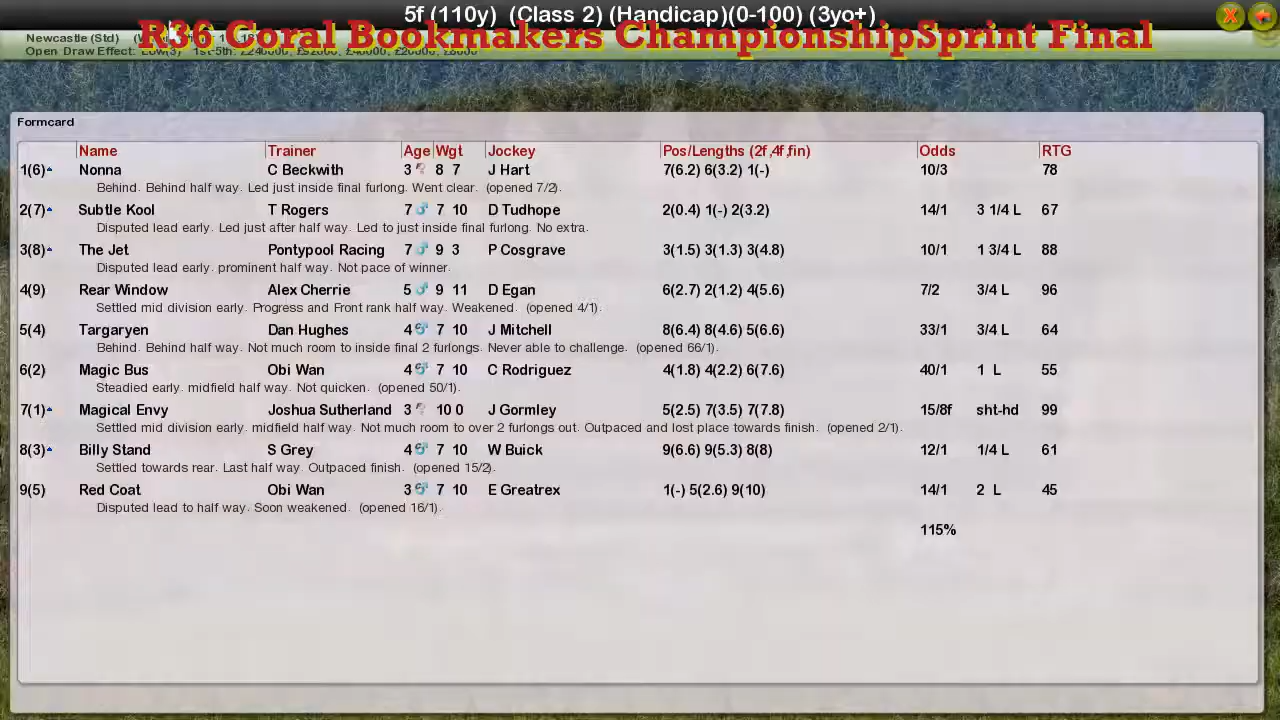 5f (110y) (Class 2) (Handicap)(0-100) (3yo+)
R36 Coral Bookmakers ChampionshipSprint Final
Newcastle (Std)
Open Draw Effect: Low(3) 1st-5th: £240000, £92000, £40000, £20000, £8000
Formcard
Name Trainer Age Wgt Jockey Pos/Lengths (2f,4f,fin) Odds RTG
1(6) Nonna C Beckwith 3 8 7 J Hart 7(6.2) 6(3.2) 1(-) 10/3 78
Behind. Behind half way. Led just inside final furlong. Went clear. (opened 7/2).
2(7) Subtle Kool T Rogers 7 7 10 D Tudhope 2(0.4) 1(-) 2(3.2) 14/1 3 1/4 L 67
Disputed lead early. Led just after half way. Led to just inside final furlong. No extra.
3(8) The Jet Pontypool Racing 7 9 3 P Cosgrave 3(1.5) 3(1.3) 3(4.8) 10/1 1 3/4 L 88
Disputed lead early. prominent half way. Not pace of winner.
4(9) Rear Window Alex Cherrie 5 9 11 D Egan 6(2.7) 2(1.2) 4(5.6) 7/2 3/4 L 96
Settled mid division early. Progress and Front rank half way. Weakened. (opened 4/1).
5(4) Targaryen Dan Hughes 4 7 10 J Mitchell 8(6.4) 8(4.6) 5(6.6) 33/1 3/4 L 64
Behind. Behind half way. Not much room to inside final 2 furlongs. Never able to challenge. (opened 66/1).
6(2) Magic Bus Obi Wan 4 7 10 C Rodriguez 4(1.8) 4(2.2) 6(7.6) 40/1 1 L 55
Steadied early. midfield half way. Not quicken. (opened 50/1).
7(1) Magical Envy Joshua Sutherland 3 10 0 J Gormley 5(2.5) 7(3.5) 7(7.8) 15/8f sht-hd 99
Settled mid division early. midfield half way. Not much room to over 2 furlongs out. Outpaced and lost place towards finish. (opened 2/1).
8(3) Billy Stand S Grey 4 7 10 W Buick 9(6.6) 9(5.3) 8(8) 12/1 1/4 L 61
Settled towards rear. Last half way. Outpaced finish. (opened 15/2).
9(5) Red Coat Obi Wan 3 7 10 E Greatrex 1(-) 5(2.6) 9(10) 14/1 2 L 45
Disputed lead to half way. Soon weakened. (opened 16/1).
115%